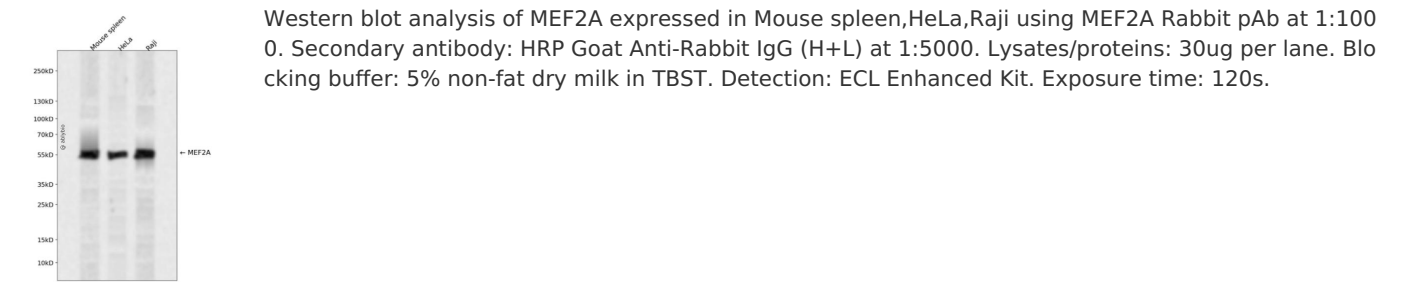 Mouse spleen
HeLa
Raji
250kD
130kD
100kD
70kD
55kD
35kD
25kD
15kD
10kD
@ abybio
← MEF2A
Western blot analysis of MEF2A expressed in Mouse spleen,HeLa,Raji using MEF2A Rabbit pAb at 1:100
0. Secondary antibody: HRP Goat Anti-Rabbit IgG (H+L) at 1:5000. Lysates/proteins: 30ug per lane. Blo
cking buffer: 5% non-fat dry milk in TBST. Detection: ECL Enhanced Kit. Exposure time: 120s.